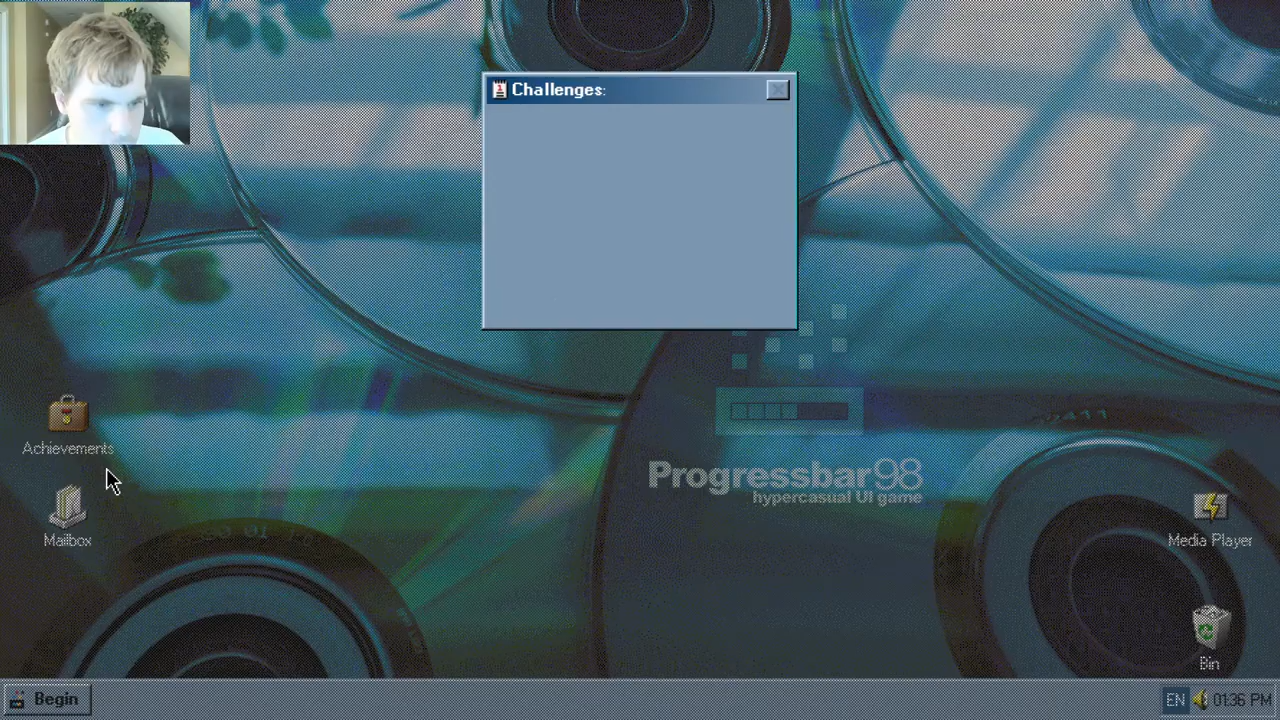 Challenges:
Achievements
Progressbar98
hypercasual UI game
Mailbox
Media Player
Bin
Begin
EN
01:36 PM